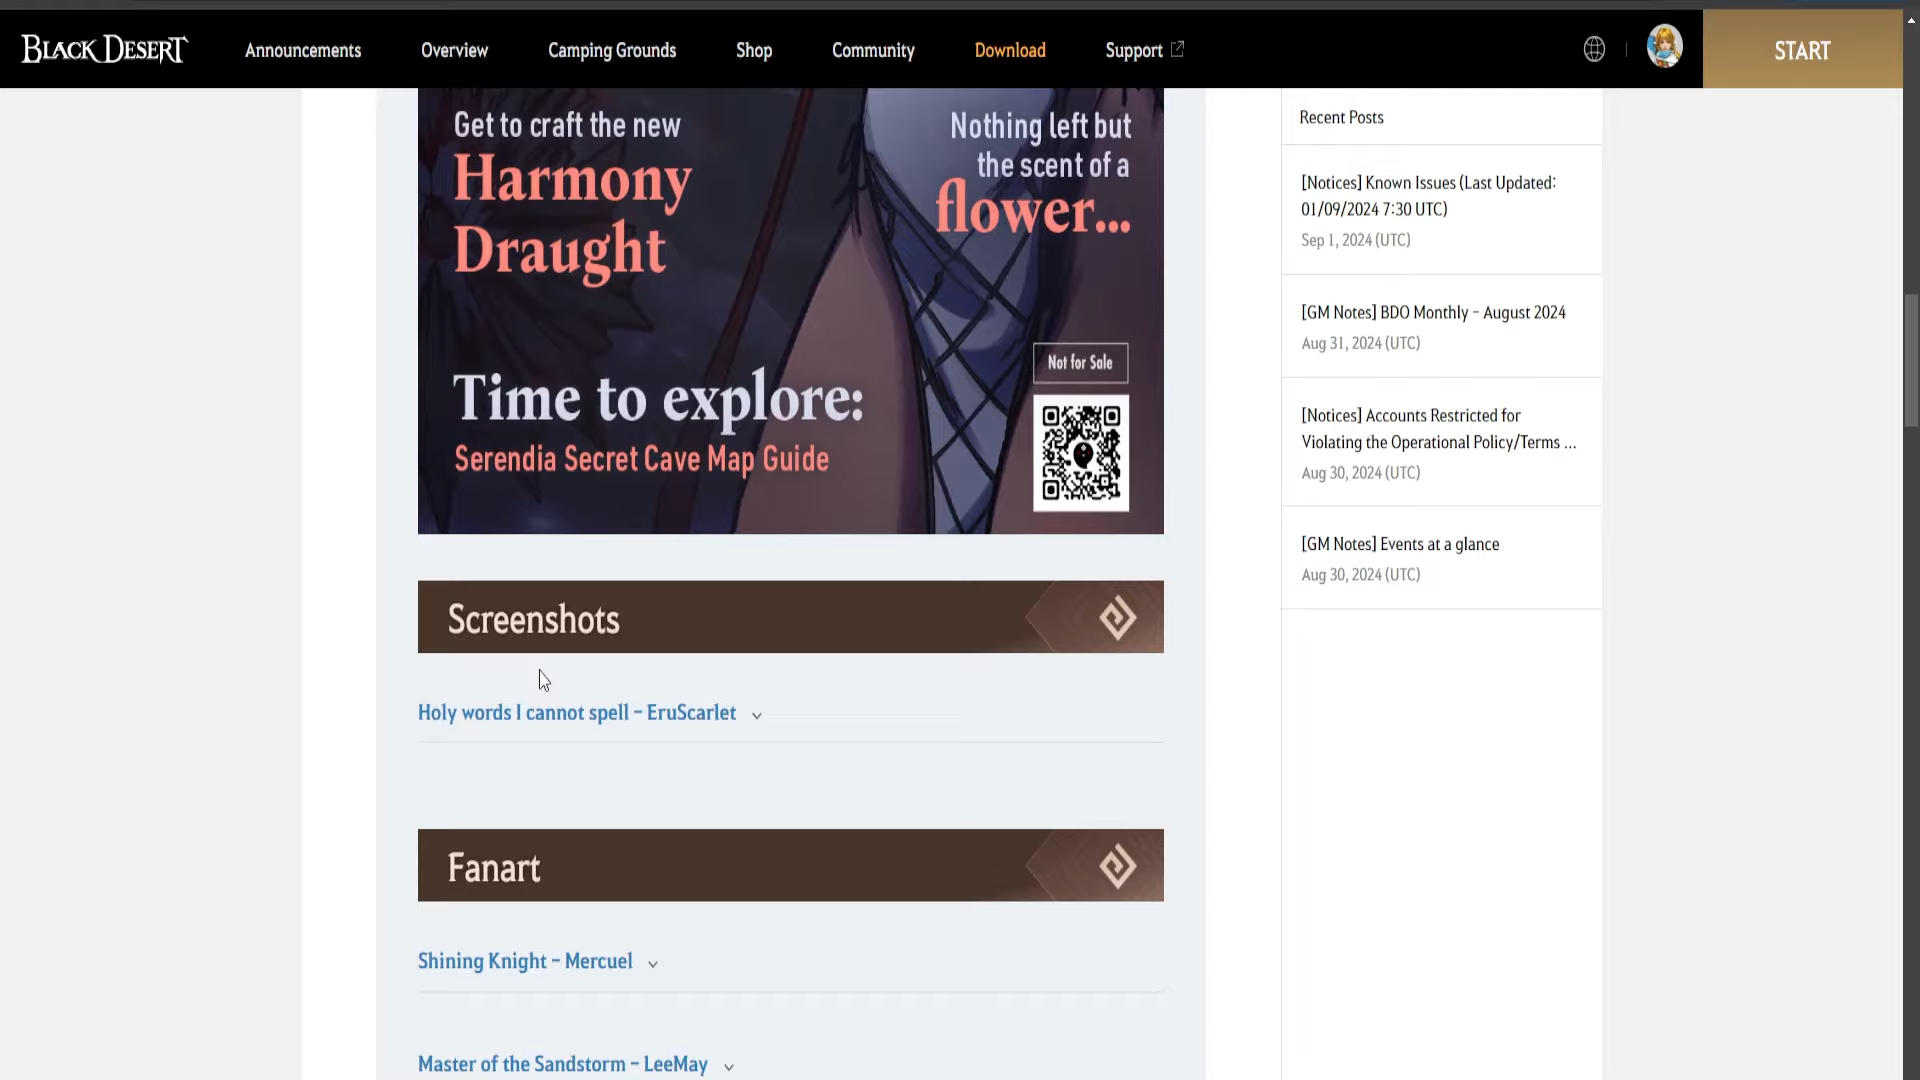 BLACK DESERT
Announcements
Overview
Camping Grounds
Shop
Community
Download
Support
START
Get to craft the new
Harmony
Draught
Nothing left but
the scent of a
flower...
Not for Sale
Time to explore:
Serendia Secret Cave Map Guide
Screenshots
Holy words I cannot spell - EruScarlet
Fanart
Shining Knight - Mercuel
Master of the Sandstorm - LeeMay
Recent Posts
[Notices] Known Issues (Last Updated:
01/09/2024 7:30 UTC)
Sep 1, 2024 (UTC)
[GM Notes] BDO Monthly - August 2024
Aug 31, 2024 (UTC)
[Notices] Accounts Restricted for
Violating the Operational Policy/Terms ...
Aug 30, 2024 (UTC)
[GM Notes] Events at a glance
Aug 30, 2024 (UTC)